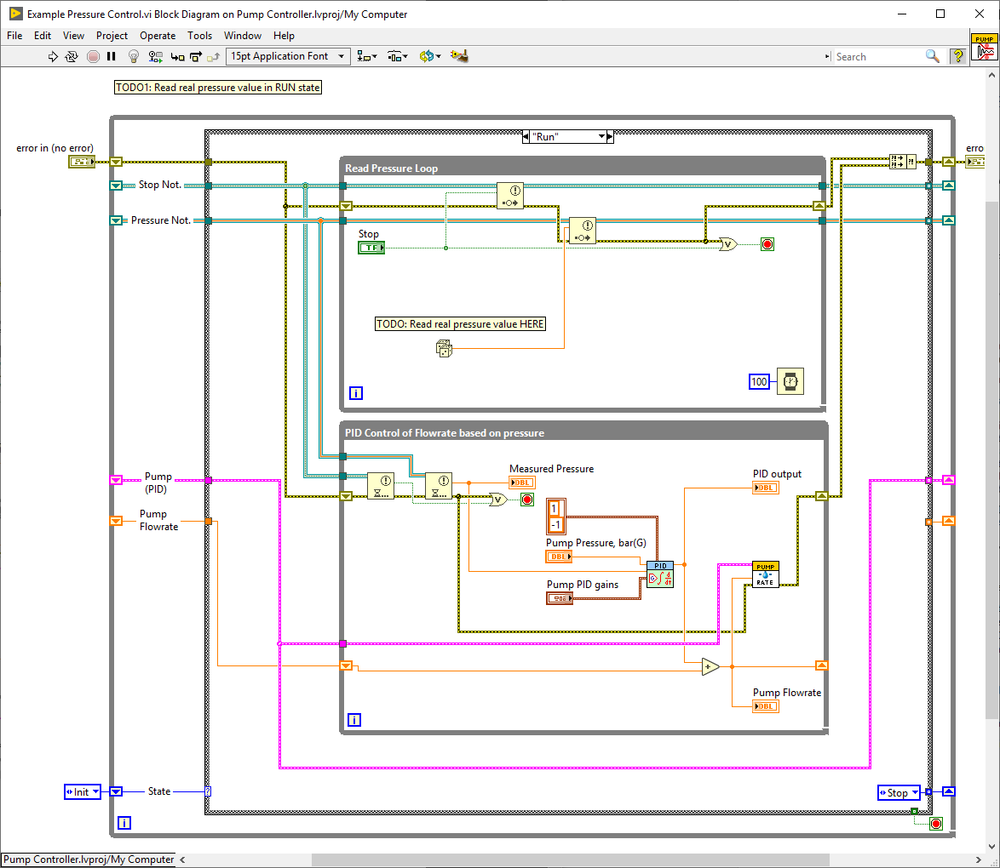 Example Pressure Control.vi Block Diagram on Pump Controller.lvproj/My Computer
File Edit View Project Operate Tools Window Help
PUMP
15pt Application Font
Search
?
TODO1: Read real pressure value in RUN state
"Run"
error in (no error)
erro
Read Pressure Loop
Stop Not.
Pressure Not.
Stop
TF
V
TODO: Read real pressure value HERE
100
i
PID Control of Flowrate based on pressure
Measured Pressure
DBL
PID output
DBL
V
Pump
(PID)
Pump
Flowrate
1
-1
Pump Pressure, bar(G)
DBL
PID
PUMP
RATE
Pump PID gains
+
Pump Flowrate
DBL
i
Init
State
?
Stop
i
Pump Controller.lvproj/My Computer